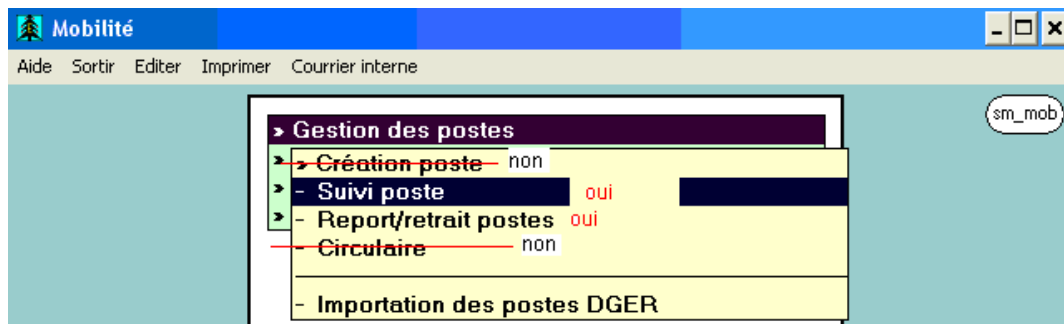 Mobilité
Aide Sortir Editer Imprimer Courrier interne
sm_mob
Gestion des postes
Création poste non
- Suivi poste oui
- Report/retrait postes oui
- Circulaire non
- Importation des postes DGER